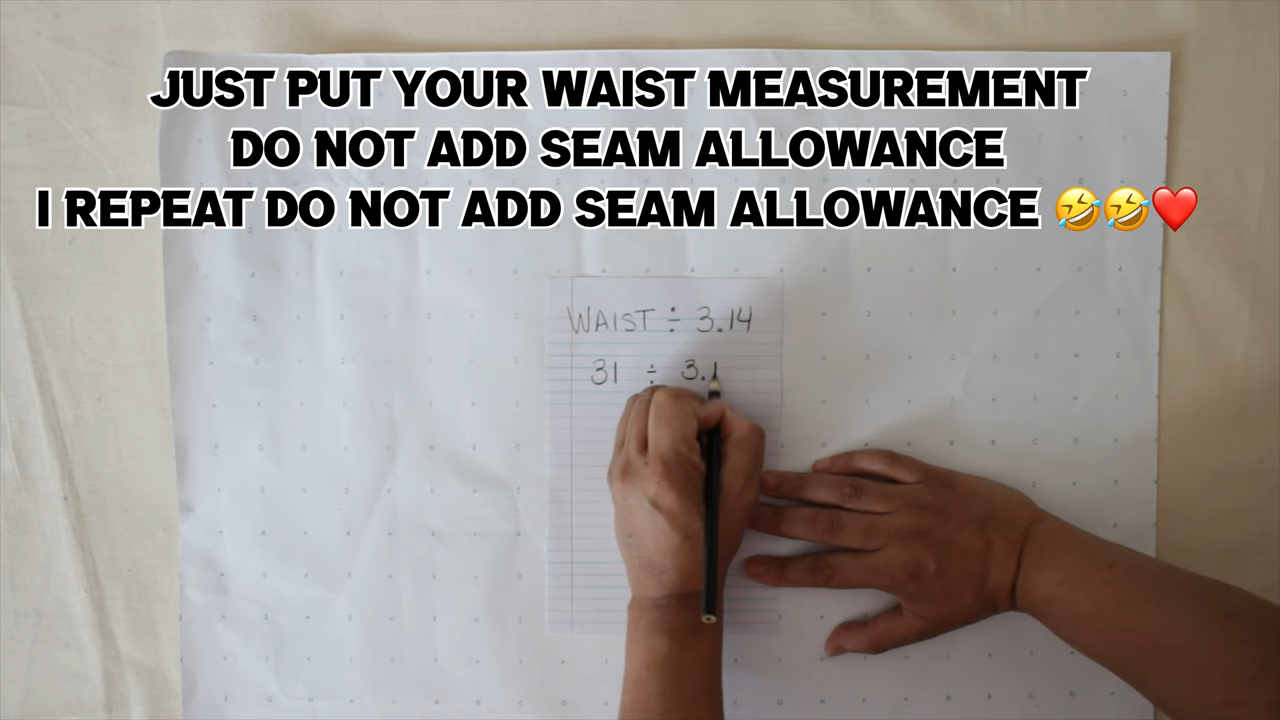 JUST PUT YOUR WAIST MEASUREMENT
DO NOT ADD SEAM ALLOWANCE
I REPEAT DO NOT ADD SEAM ALLOWANCE 🤣🤣❤️
WAIST ÷ 3.14
31 ÷ 3.1